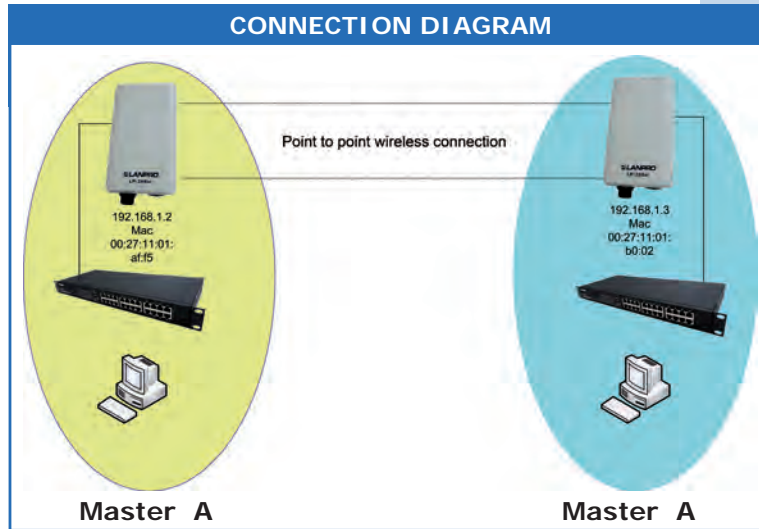 CONNECTION DIAGRAM
Point to point wireless connection
LANPRO
192.168.1.2
Mac
00:27:11:01:
af:f5
LANPRO
192.168.1.3
Mac
00:27:11:01:
b0:02
Master A
Master A